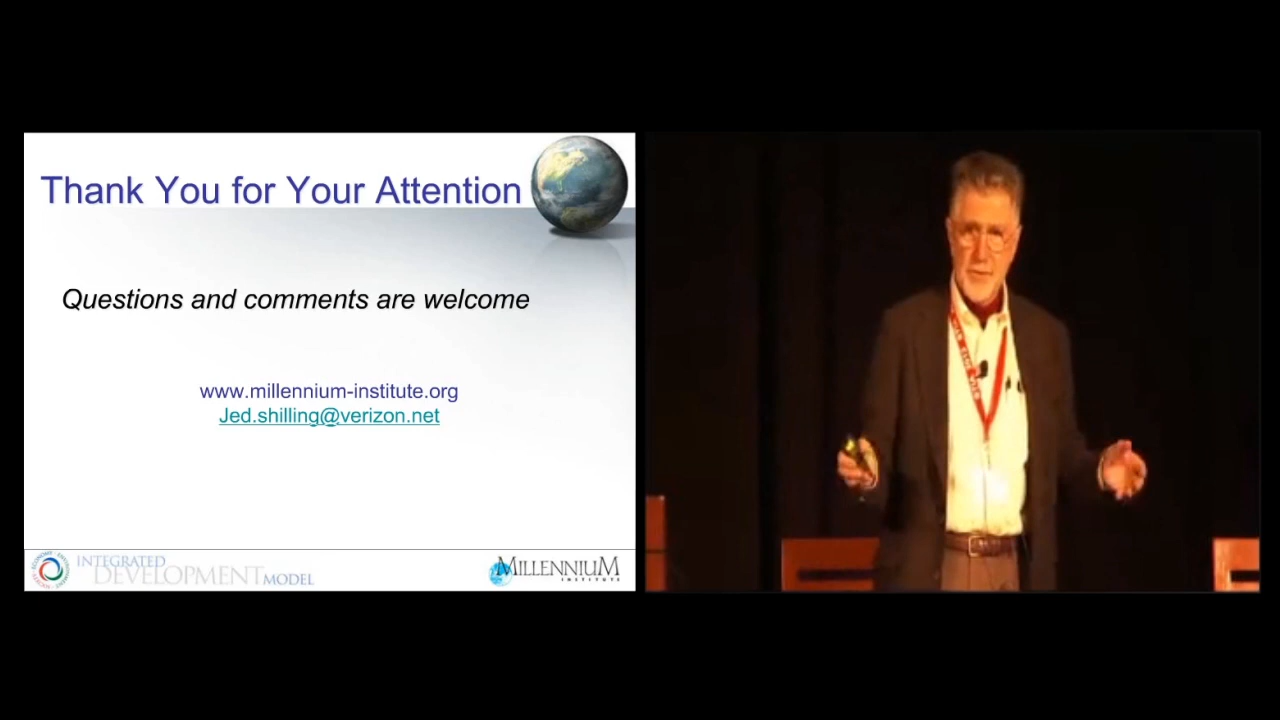 Thank You for Your Attention
Questions and comments are welcome
www.millennium-institute.org
Jed.shilling@verizon.net
INTEGRATED
DEVELOPMENT MODEL
MILLENNIUM
INSTITUTE